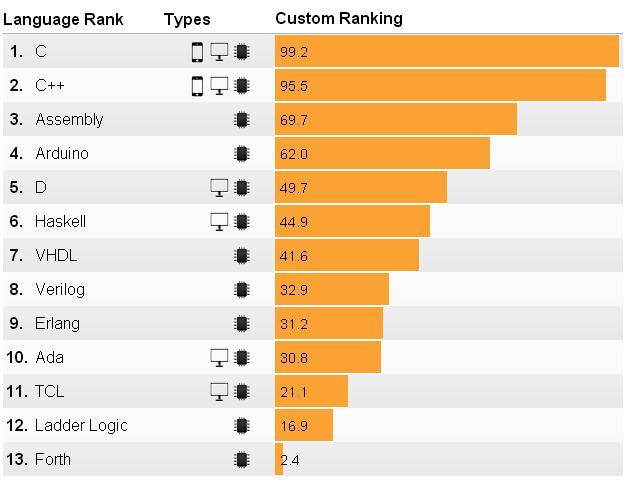 Language Rank Types Custom Ranking
1. C 99.2
2. C++ 95.5
3. Assembly 69.7
4. Arduino 62.0
5. D 49.7
6. Haskell 44.9
7. VHDL 41.6
8. Verilog 32.9
9. Erlang 31.2
10. Ada 30.8
11. TCL 21.1
12. Ladder Logic 16.9
13. Forth 2.4